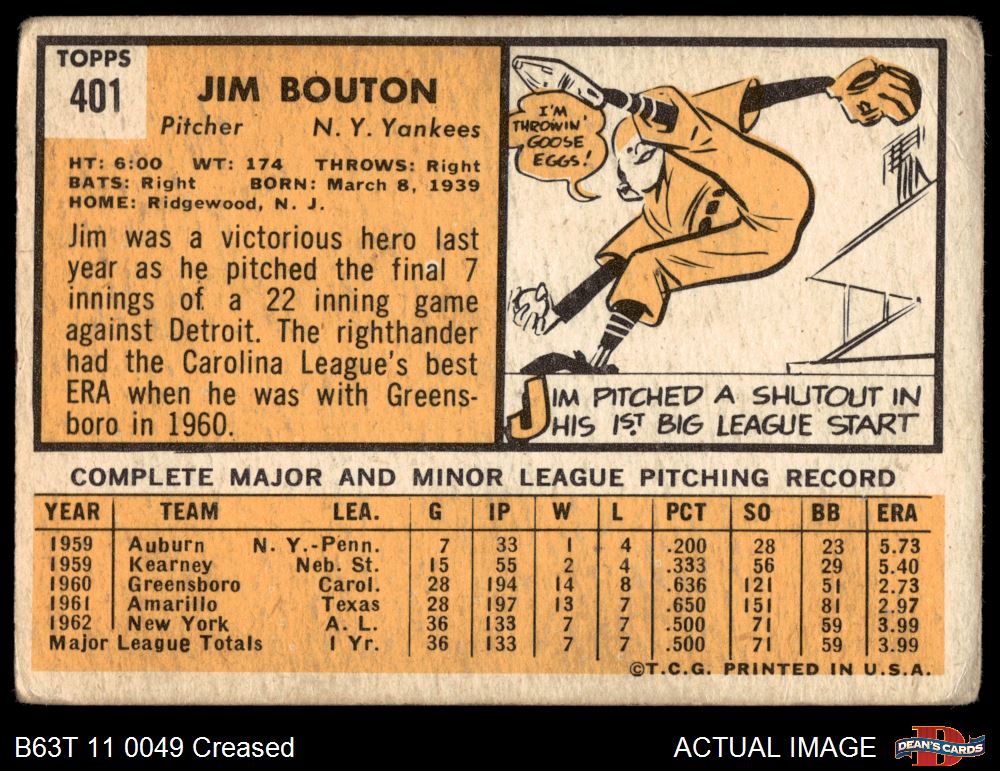 TOPPS
401
JIM BOUTON
Pitcher N. Y. Yankees
HT: 6:00 WT: 174 THROWS: Right
BATS: Right BORN: March 8, 1939
HOME: Ridgewood, N. J.
Jim was a victorious hero last
year as he pitched the final 7
innings of a 22 inning game
against Detroit. The righthander
had the Carolina League's best
ERA when he was with Greens-
boro in 1960.
I'M
THROWIN'
GOOSE
EGGS!
JIM PITCHED A SHUTOUT IN
HIS 1ST BIG LEAGUE START
COMPLETE MAJOR AND MINOR LEAGUE PITCHING RECORD
YEAR TEAM LEA. G IP W L PCT SO BB ERA
1959 Auburn N. Y.-Penn. 7 33 1 4 .200 28 23 5.73
1959 Kearney Neb. St. 15 55 2 4 .333 56 29 5.40
1960 Greensboro Carol. 28 194 14 8 .636 121 51 2.73
1961 Amarillo Texas 28 197 13 7 .650 151 81 2.97
1962 New York A. L. 36 133 7 7 .500 71 59 3.99
Major League Totals 1 Yr. 36 133 7 7 .500 71 59 3.99
©T.C.G. PRINTED IN U.S.A.
B63T 11 0049 Creased
ACTUAL IMAGE
DEAN'S CARDS